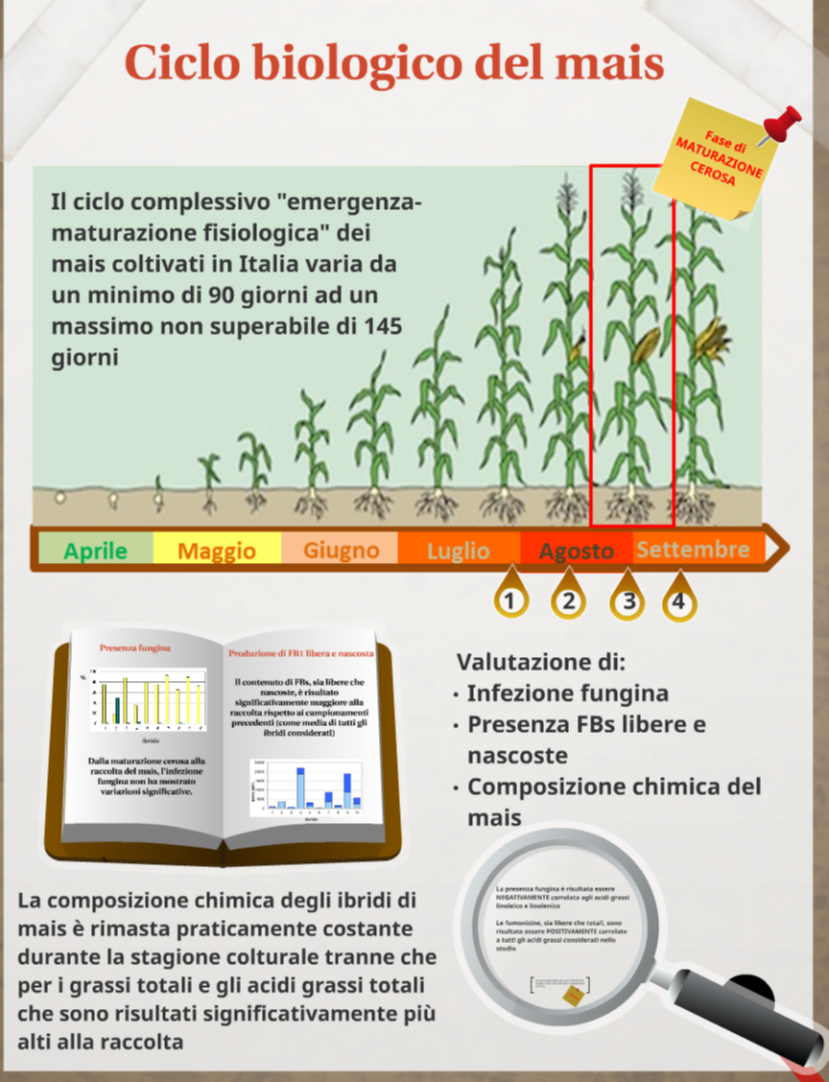 Ciclo biologico del mais
Fase di
MATURAZIONE
CEROSA
Il ciclo complessivo "emergenza-
maturazione fisiologica" dei
mais coltivati in Italia varia da
un minimo di 90 giorni ad un
massimo non superabile di 145
giorni
Aprile Maggio Giugno Luglio Agosto Settembre
1 2 3 4
Presenza fungina
%
ibrido
Dalla maturazione cerosa alla
raccolta del mais, l'infezione
fungina non ha mostrato
variazioni significative.
Produzione di FB1 libera e nascosta
Il contenuto di FBs, sia libere che
nascoste, è risultato
significativamente maggiore alla
raccolta rispetto ai campionamenti
precedenti (come media di tutti gli
ibridi considerati)
Valutazione di:
· Infezione fungina
· Presenza FBs libere e
nascoste
· Composizione chimica del
mais
La presenza fungina è risultata essere
NEGATIVAMENTE correlata agli acidi grassi
linoleico e linolenico
Le fumonisine, sia libere che totali, sono
risultate essere POSITIVAMENTE correlate
a tutti gli acidi grassi considerati nello
studio
La composizione chimica degli ibridi di
mais è rimasta praticamente costante
durante la stagione colturale tranne che
per i grassi totali e gli acidi grassi totali
che sono risultati significativamente più
alti alla raccolta